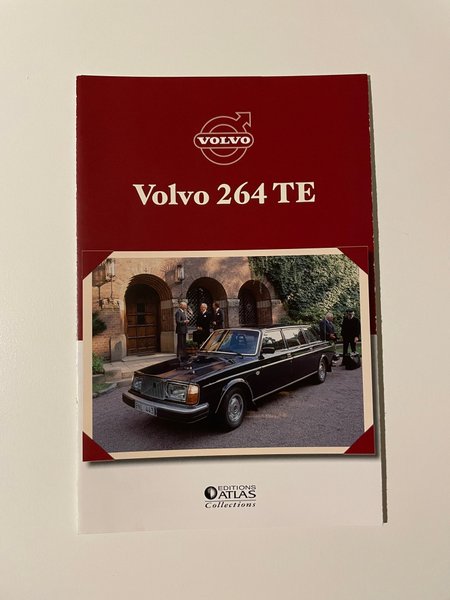 VOLVO
Volvo 264 TE
EDITIONS
ATLAS
Collections